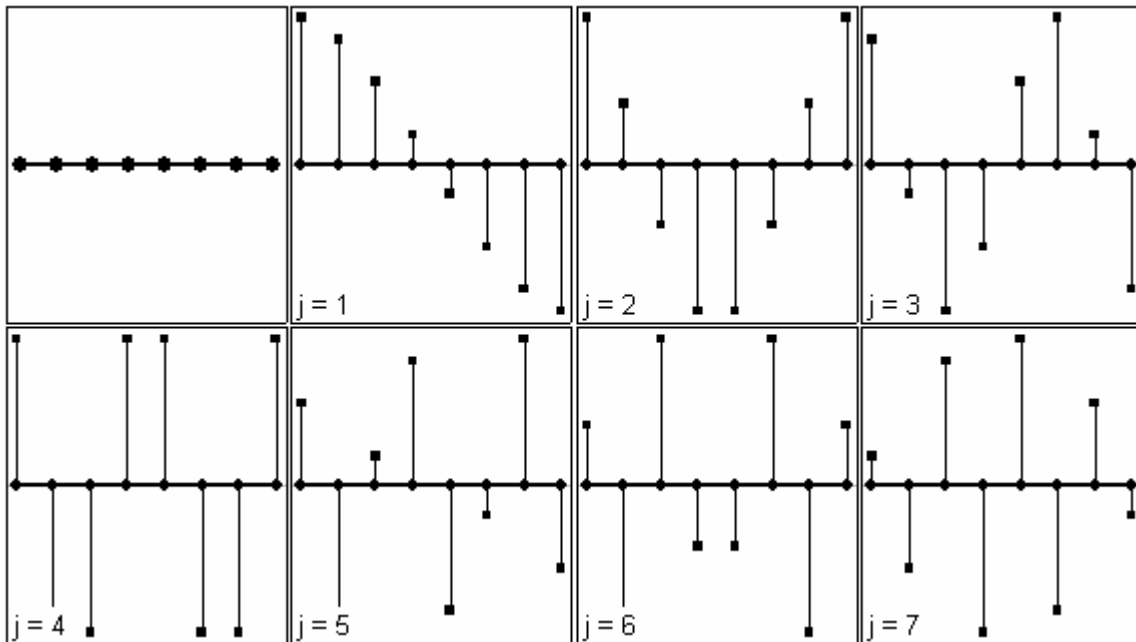 j = 1
j = 2
j = 3
j = 4
j = 5
j = 6
j = 7